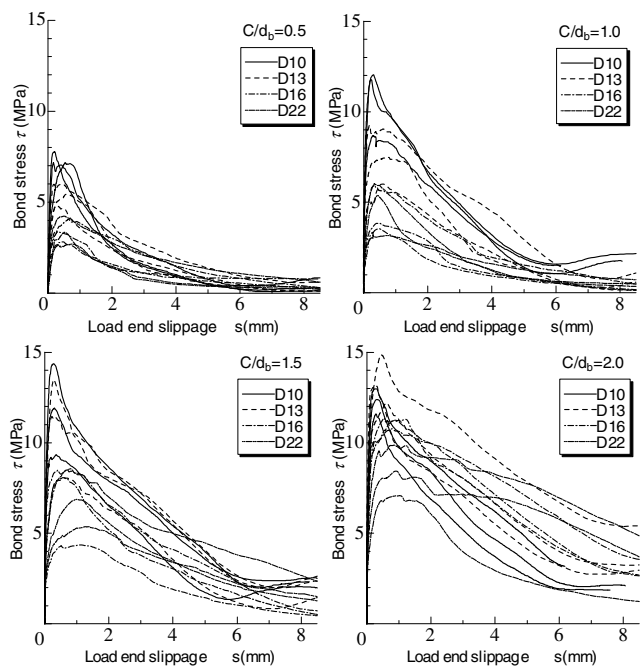 C/db=0.5
D10
D13
D16
D22
Bond stress τ (MPa)
15
10
5
0 2 4 6 8
Load end slippage s(mm)
C/db=1.0
D10
D13
D16
D22
Bond stress τ (MPa)
15
10
5
0 2 4 6 8
Load end slippage s(mm)
C/db=1.5
D10
D13
D16
D22
Bond stress τ (MPa)
15
10
5
0 2 4 6 8
Load end slippage s(mm)
C/db=2.0
D10
D13
D16
D22
Bond stress τ (MPa)
15
10
5
0 2 4 6 8
Load end slippage s(mm)